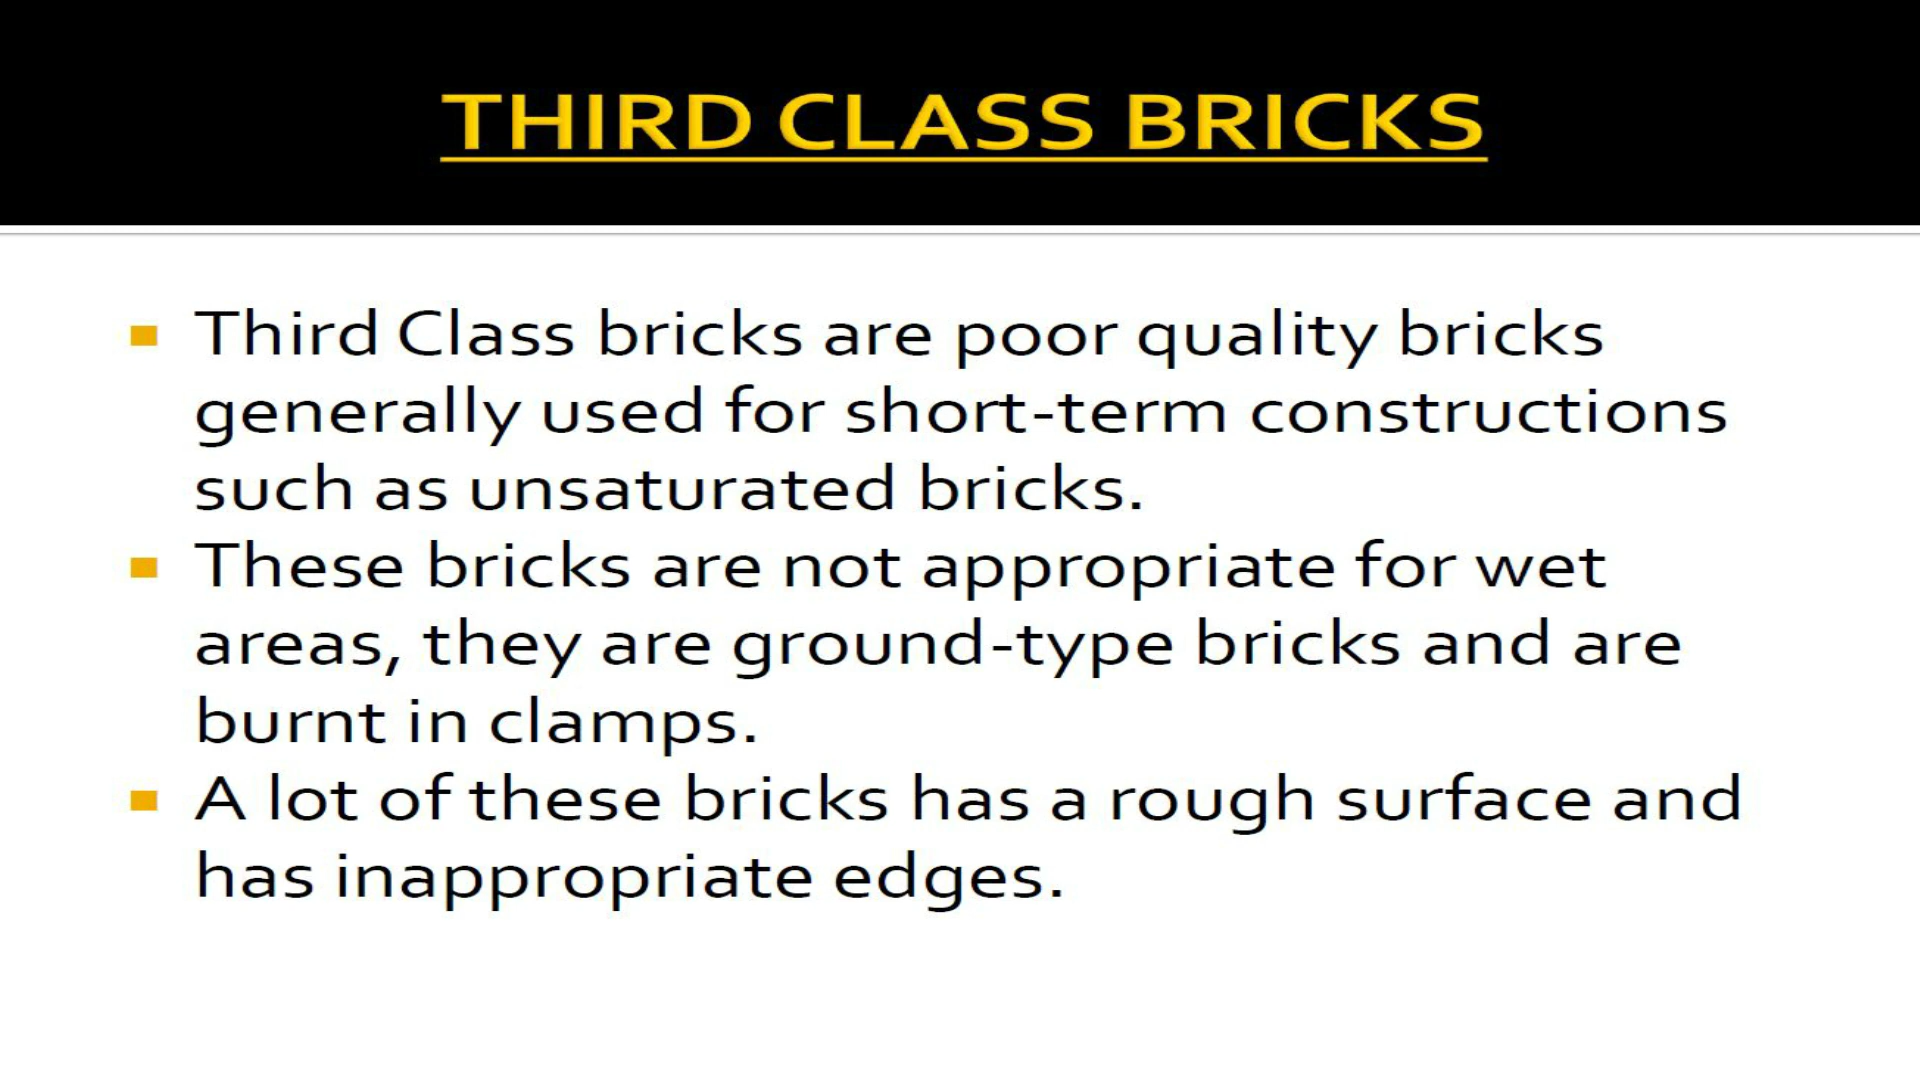 THIRD CLASS BRICKS
Third Class bricks are poor quality bricks
generally used for short-term constructions
such as unsaturated bricks.
These bricks are not appropriate for wet
areas, they are ground-type bricks and are
burnt in clamps.
A lot of these bricks has a rough surface and
has inappropriate edges.